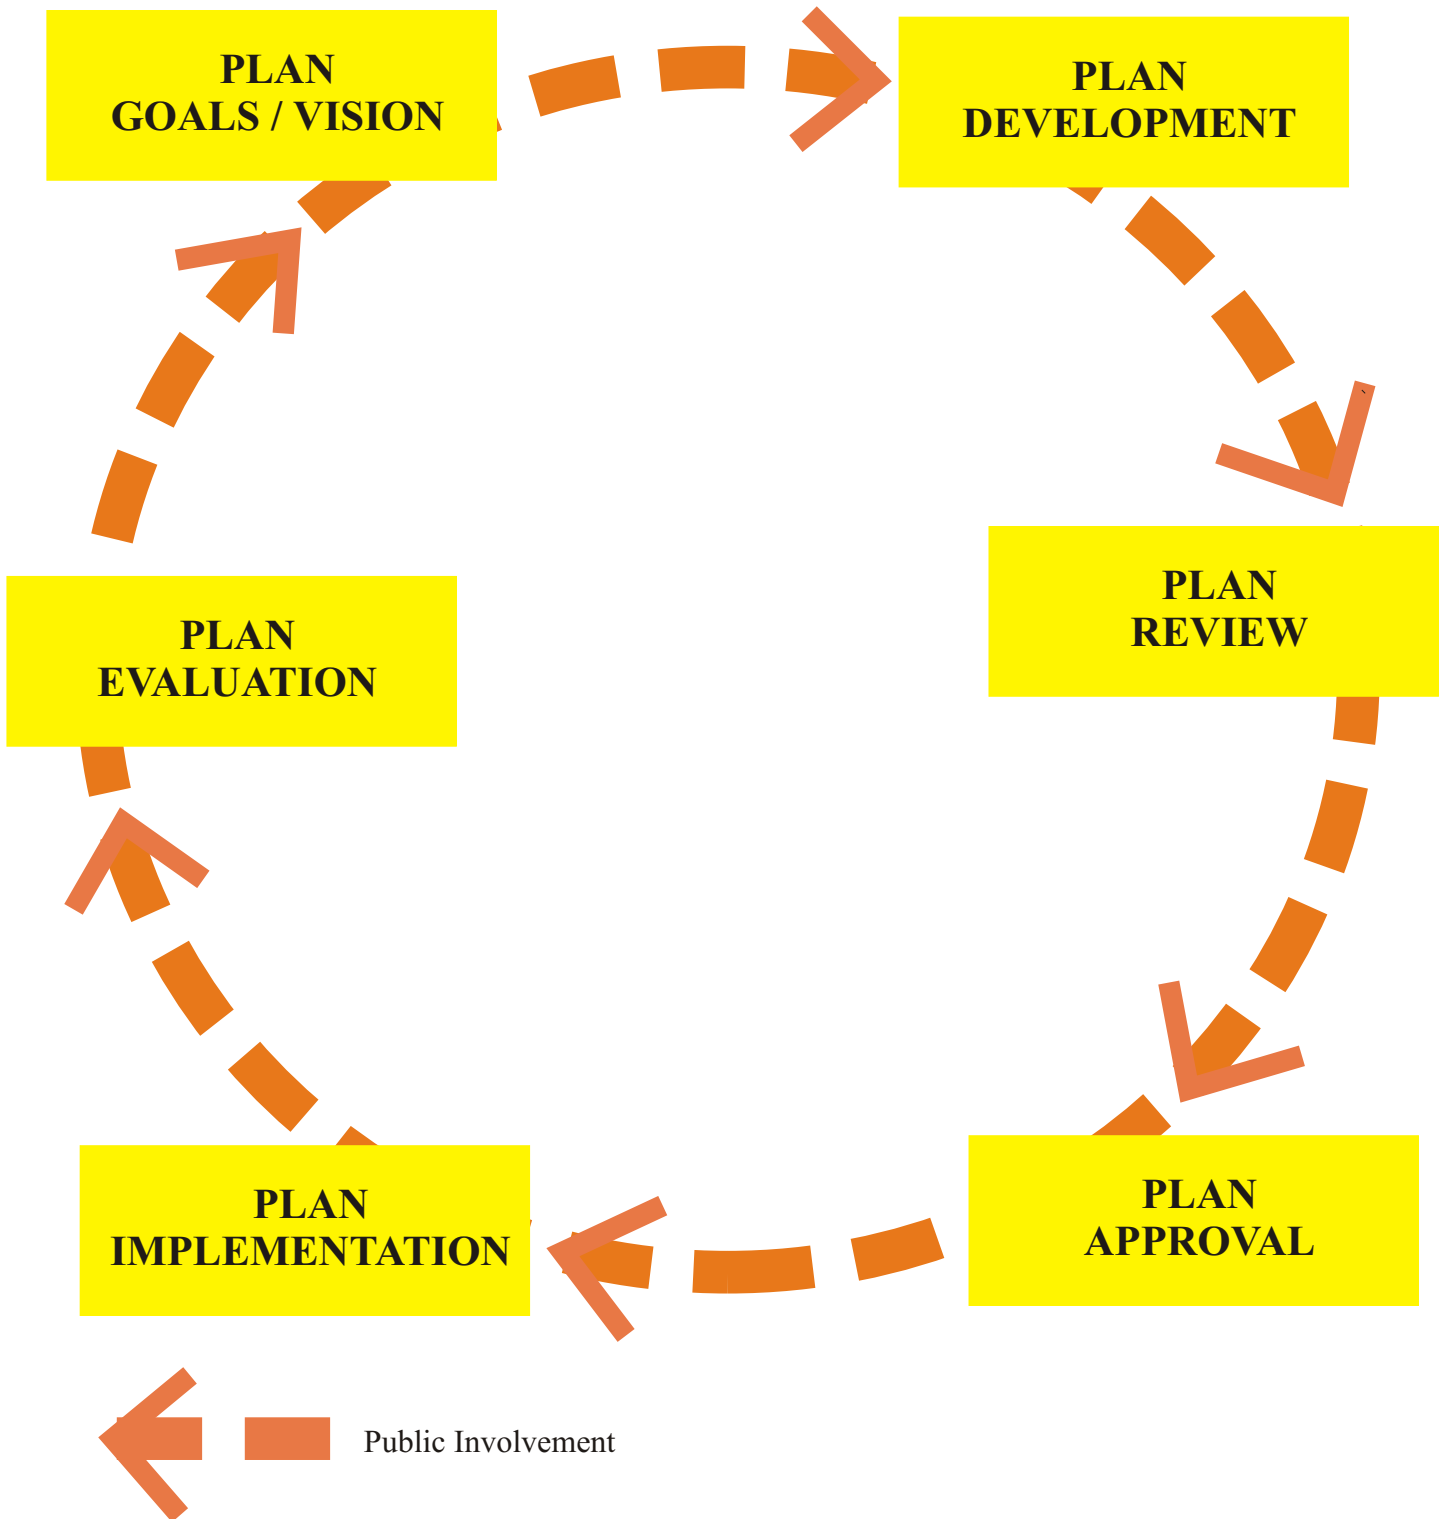 PLAN
GOALS / VISION
PLAN
DEVELOPMENT
PLAN
REVIEW
PLAN
APPROVAL
PLAN
IMPLEMENTATION
PLAN
EVALUATION
Public Involvement